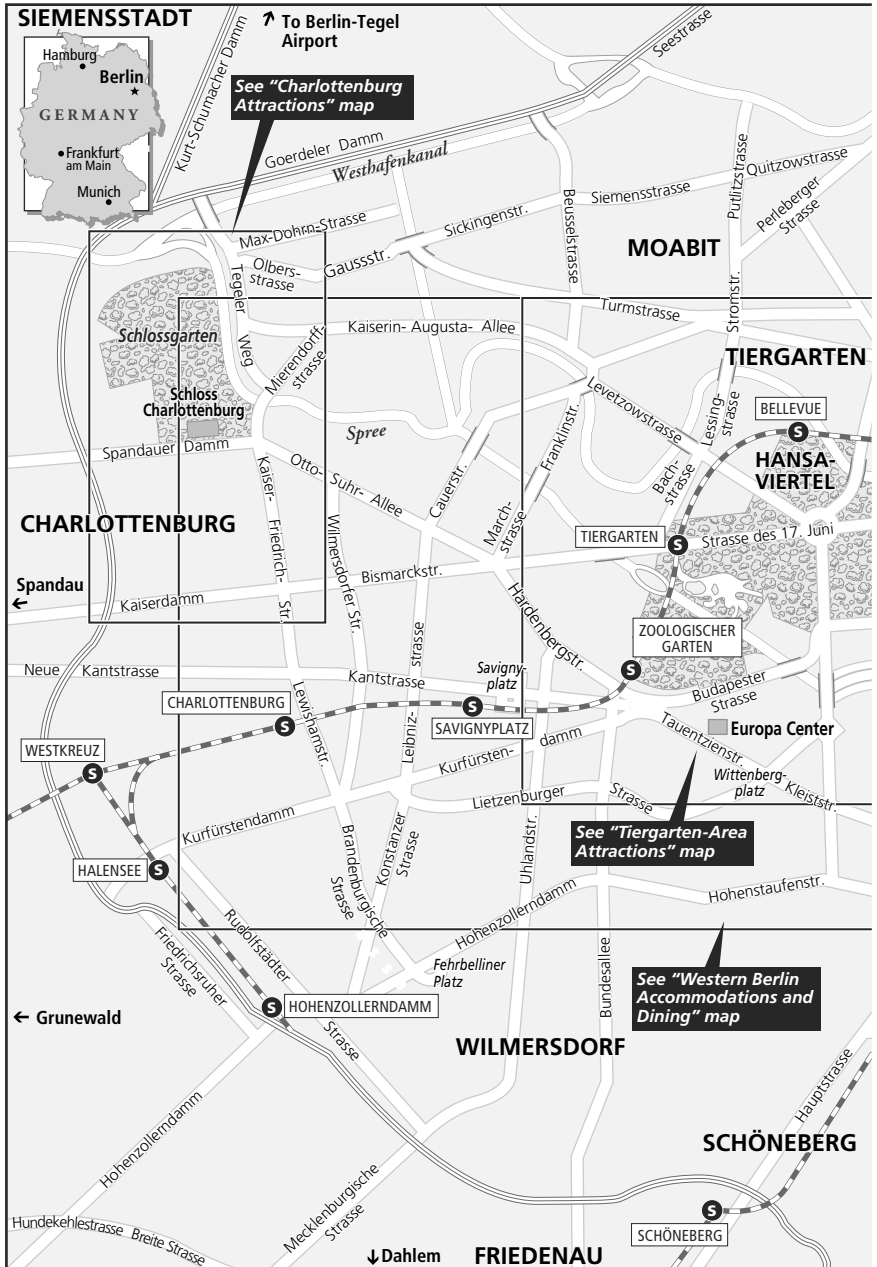 SIEMENSSTADT
To Berlin-Tegel
Airport
Hamburg
Berlin
GERMANY
Frankfurt
am Main
Munich
Kurt-Schumacher Damm
See "Charlottenburg
Attractions" map
Seestrasse
Goerdeler Damm
Westhafenkanal
Beusselstrasse
Siemensstrasse
Quitzowstrasse
Putlitzstrasse
Perleberger
Strasse
Max-Dohrn-Strasse
Sickingenstr.
Olbers-
strasse
Gaussstr.
MOABIT
Tegeler
Weg
Schlossgarten
Mierendorff-
strasse
Kaiserin- Augusta- Allee
Turmstrasse
Stromstr.
TIERGARTEN
Schloss
Charlottenburg
Levetzowstrasse
Lessing-
strasse
BELLEVUE
S
Spree
Franklinstr.
HANSA-
VIERTEL
Spandauer Damm
Otto- Suhr- Allee
Cauerstr.
Bach-
strasse
Kaiser- Friedrich- Str.
Wilmersdorfer Str.
March-
strasse
CHARLOTTENBURG
TIERGARTEN
S
Strasse des 17. Juni
Spandau
Kaiserdamm
Bismarckstr.
Hardenbergstr.
ZOOLOGISCHER
GARTEN
S
Neue Kantstrasse
Kantstrasse
Savigny-
platz
Budapester
Strasse
CHARLOTTENBURG
S
Lewishamstr.
Leibniz-
strasse
SAVIGNYPLATZ
S
Europa Center
WESTKREUZ
S
Kurfürsten-
damm
Tauentzienstr.
Wittenberg-
platz
Kleiststr.
Kurfürstendamm
Lietzenburger
Strasse
See "Tiergarten-Area
Attractions" map
HALENSEE
S
Brandenburgische
Strasse
Konstanzer
Strasse
Uhlandstr.
Hohenzollerndamm
Hohenstaufenstr.
Rudolfstädter
Strasse
Friedrichsruher
Strasse
Fehrbelliner
Platz
Bundesallee
See "Western Berlin
Accommodations and
Dining" map
HOHENZOLLERNDAMM
S
Grunewald
WILMERSDORF
Hauptstrasse
Hohenzollerndamm
SCHÖNEBERG
Mecklenburgische
Strasse
Hundekehlestrasse
Breite Strasse
S
SCHÖNEBERG
Dahlem
FRIEDENAU